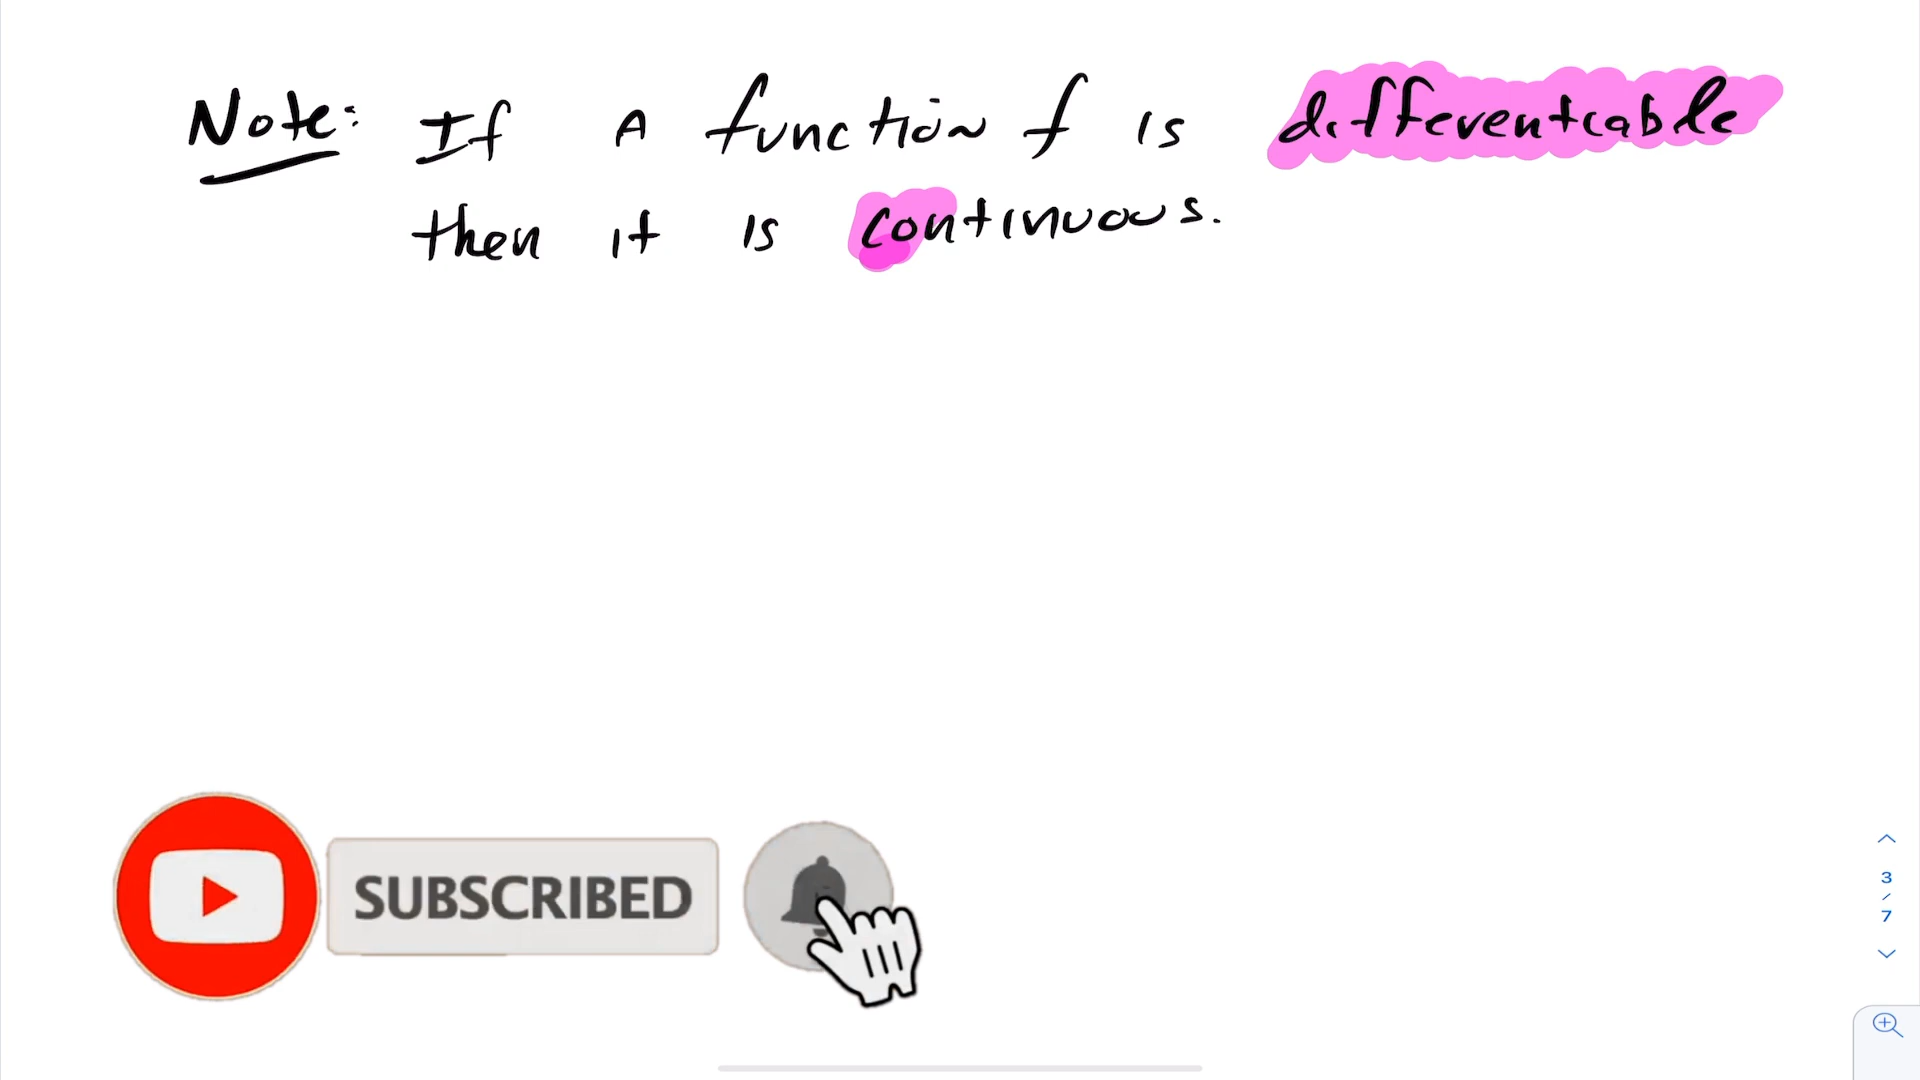 Note: If A function f is differentiable
then it is continuous.
SUBSCRIBED
3
/
7